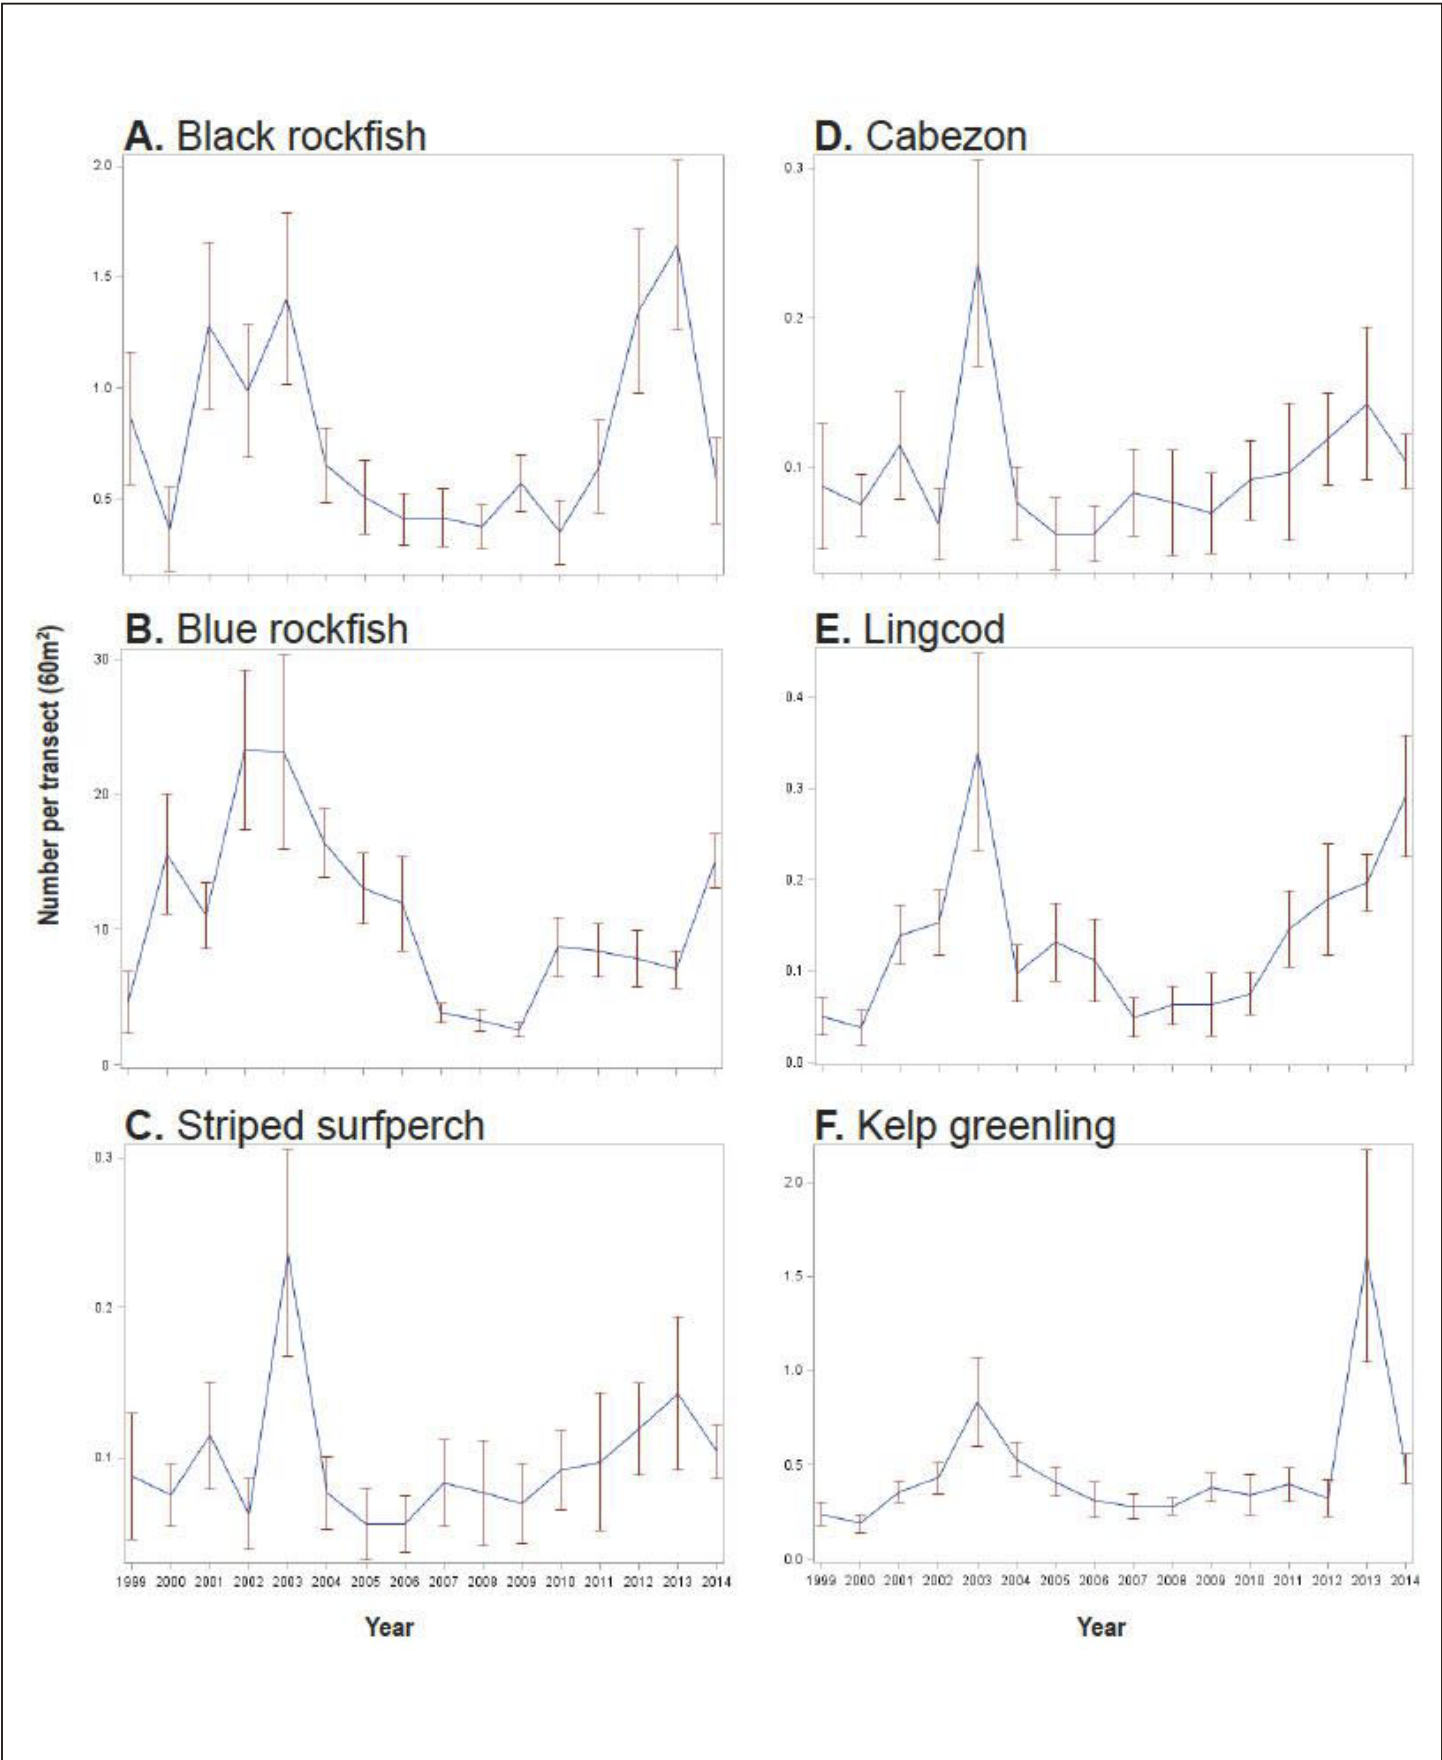 A. Black rockfish
2.0
1.5
1.0
0.5
D. Cabezon
0.3
0.2
0.1
Number per transect (60m²)
B. Blue rockfish
30
20
10
0
E. Lingcod
0.4
0.3
0.2
0.1
0.0
C. Striped surfperch
0.3
0.2
0.1
1999 2000 2001 2002 2003 2004 2005 2006 2007 2008 2009 2010 2011 2012 2013 2014
Year
F. Kelp greenling
2.0
1.5
1.0
0.5
0.0
1999 2000 2001 2002 2003 2004 2005 2006 2007 2008 2009 2010 2011 2012 2013 2014
Year